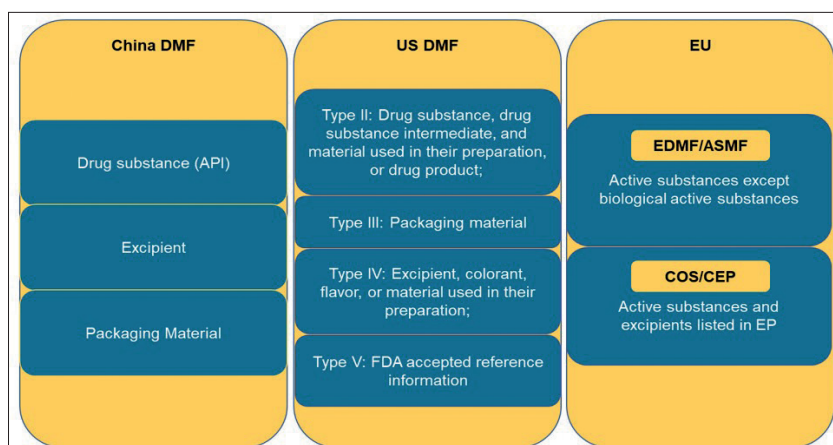 China DMF
Drug substance (API)
Excipient
Packaging Material
US DMF
Type II: Drug substance, drug
substance intermediate, and
material used in their preparation,
or drug product;
Type III: Packaging material
Type IV: Excipient, colorant,
flavor, or material used in their
preparation;
Type V: FDA accepted reference
information
EU
EDMF/ASMF
Active substances except
biological active substances
COS/CEP
Active substances and
excipients listed in EP